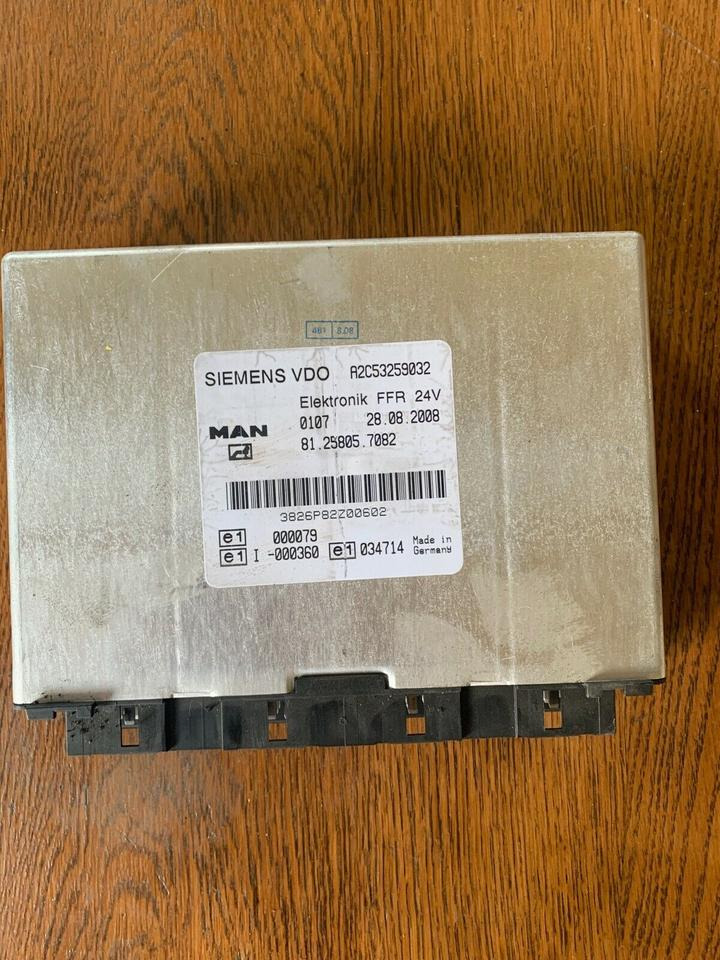 461 8.08
SIEMENS VDO A2C53259032
Elektronik FFR 24V
0107 28.08.2008
MAN
81.25805.7082
3826P82Z00602
e1 000079
e1 I -000360 e1 034714 Made in
Germany